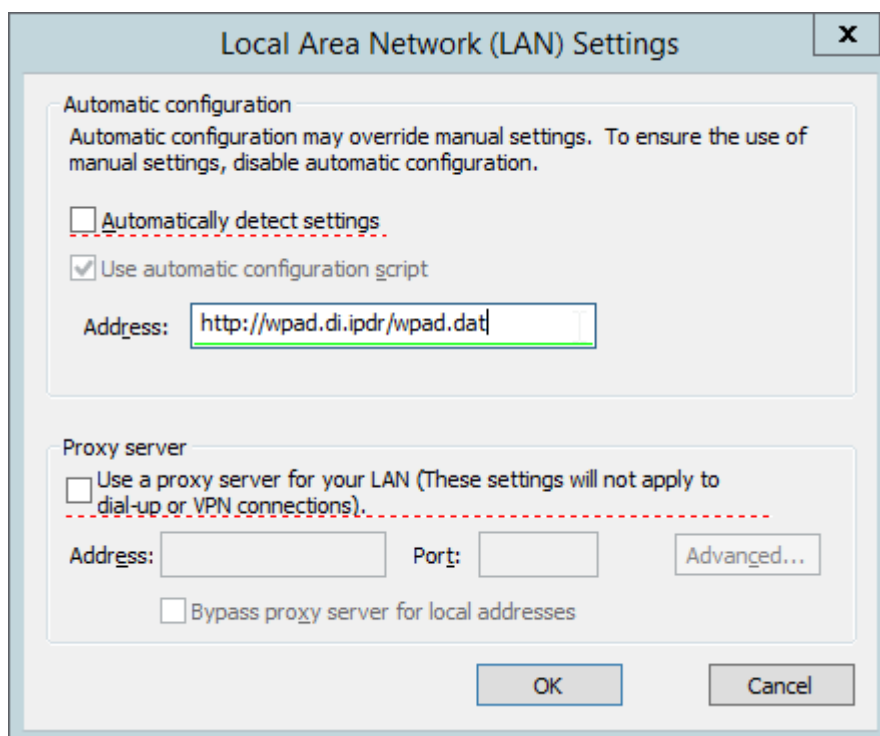 Local Area Network (LAN) Settings
x
Automatic configuration
Automatic configuration may override manual settings. To ensure the use of
manual settings, disable automatic configuration.
Automatically detect settings
Use automatic configuration script
Address: http://wpad.di.ipdr/wpad.dat
Proxy server
Use a proxy server for your LAN (These settings will not apply to
dial-up or VPN connections).
Address: Port: Advanced...
Bypass proxy server for local addresses
OK Cancel